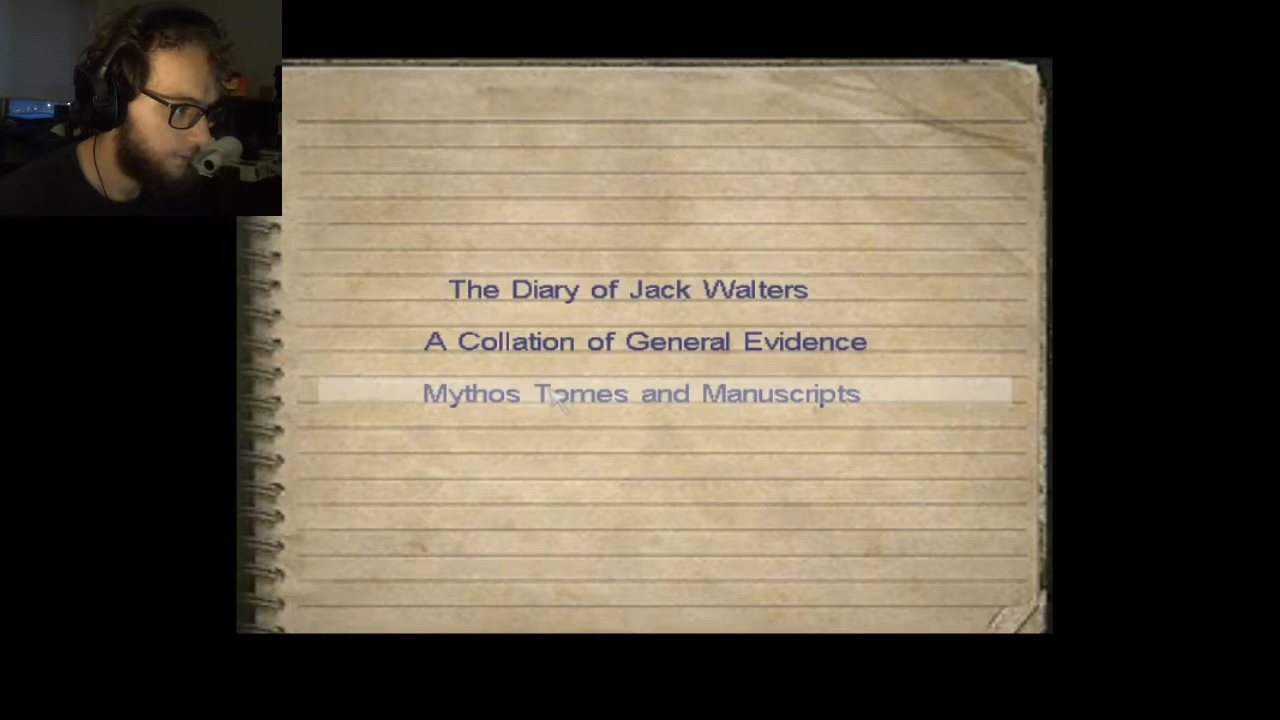 The Diary of Jack Walters
A Collation of General Evidence
Mythos Tomes and Manuscripts